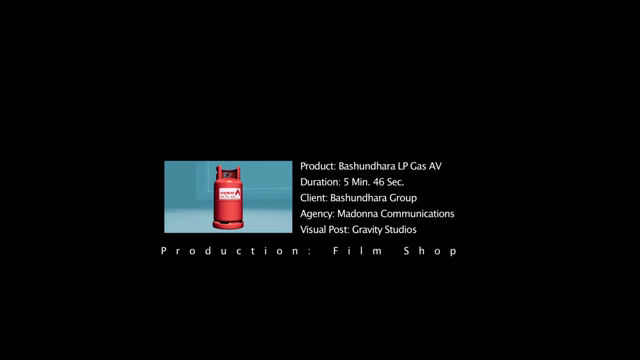 Product: Bashundhara LP Gas AV
Duration: 5 Min. 46 Sec.
Client: Bashundhara Group
Agency: Madonna Communications
Visual Post: Gravity Studios
Production: Film Shop